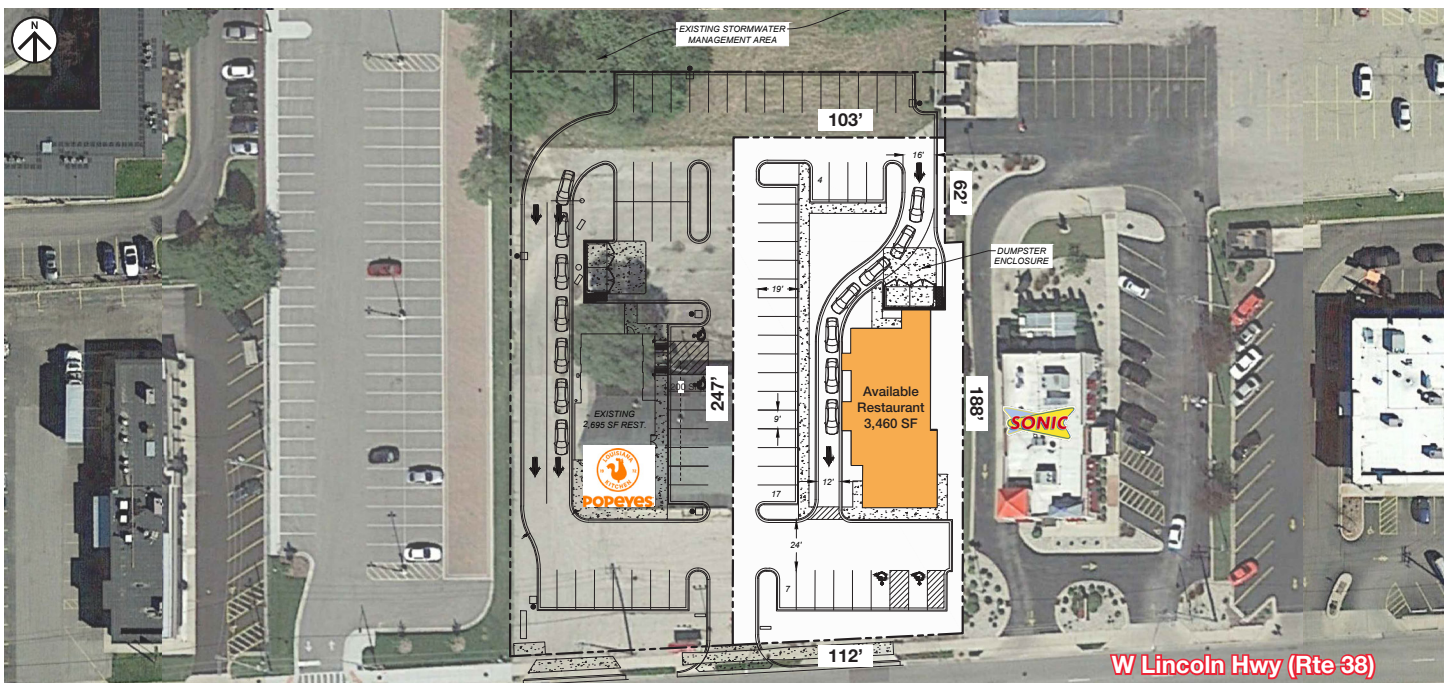 N
EXISTING STORMWATER
MANAGEMENT AREA
103'
16'
4
62'
DUMPSTER
ENCLOSURE
19'
247'
Available
Restaurant
3,460 SF
188'
SONIC
EXISTING
2,695 SF REST.
9'
LOUISIANA
KITCHEN
POPEYES
17
12'
24'
7
112'
W Lincoln Hwy (Rte 38)